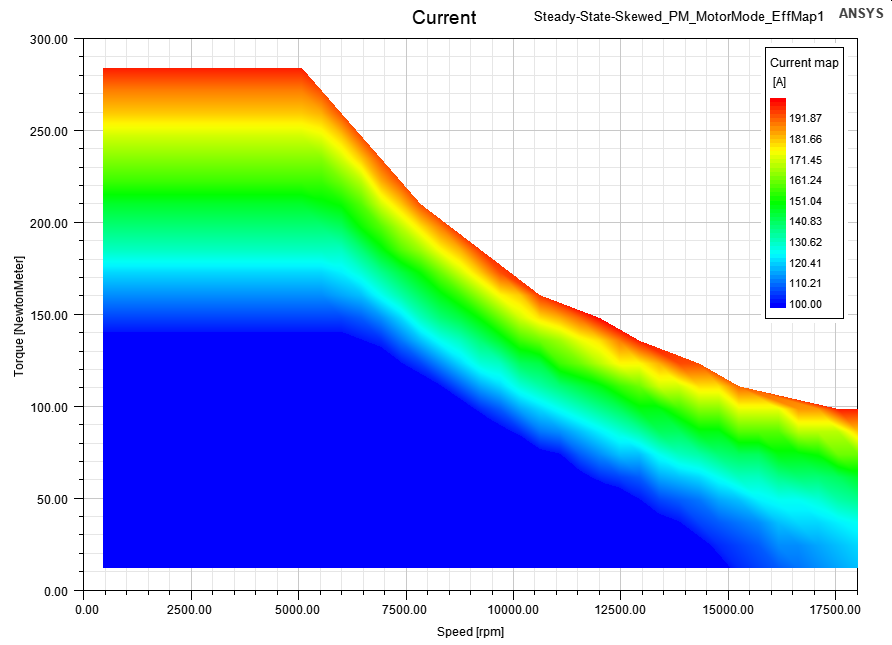 Current
Steady-State-Skewed_PM_MotorMode_EffMap1
ANSYS
Current map
[A]
191.87
181.66
171.45
161.24
151.04
140.83
130.62
120.41
110.21
100.00
300.00
250.00
200.00
150.00
100.00
50.00
0.00
Torque [NewtonMeter]
0.00 2500.00 5000.00 7500.00 10000.00 12500.00 15000.00 17500.00
Speed [rpm]